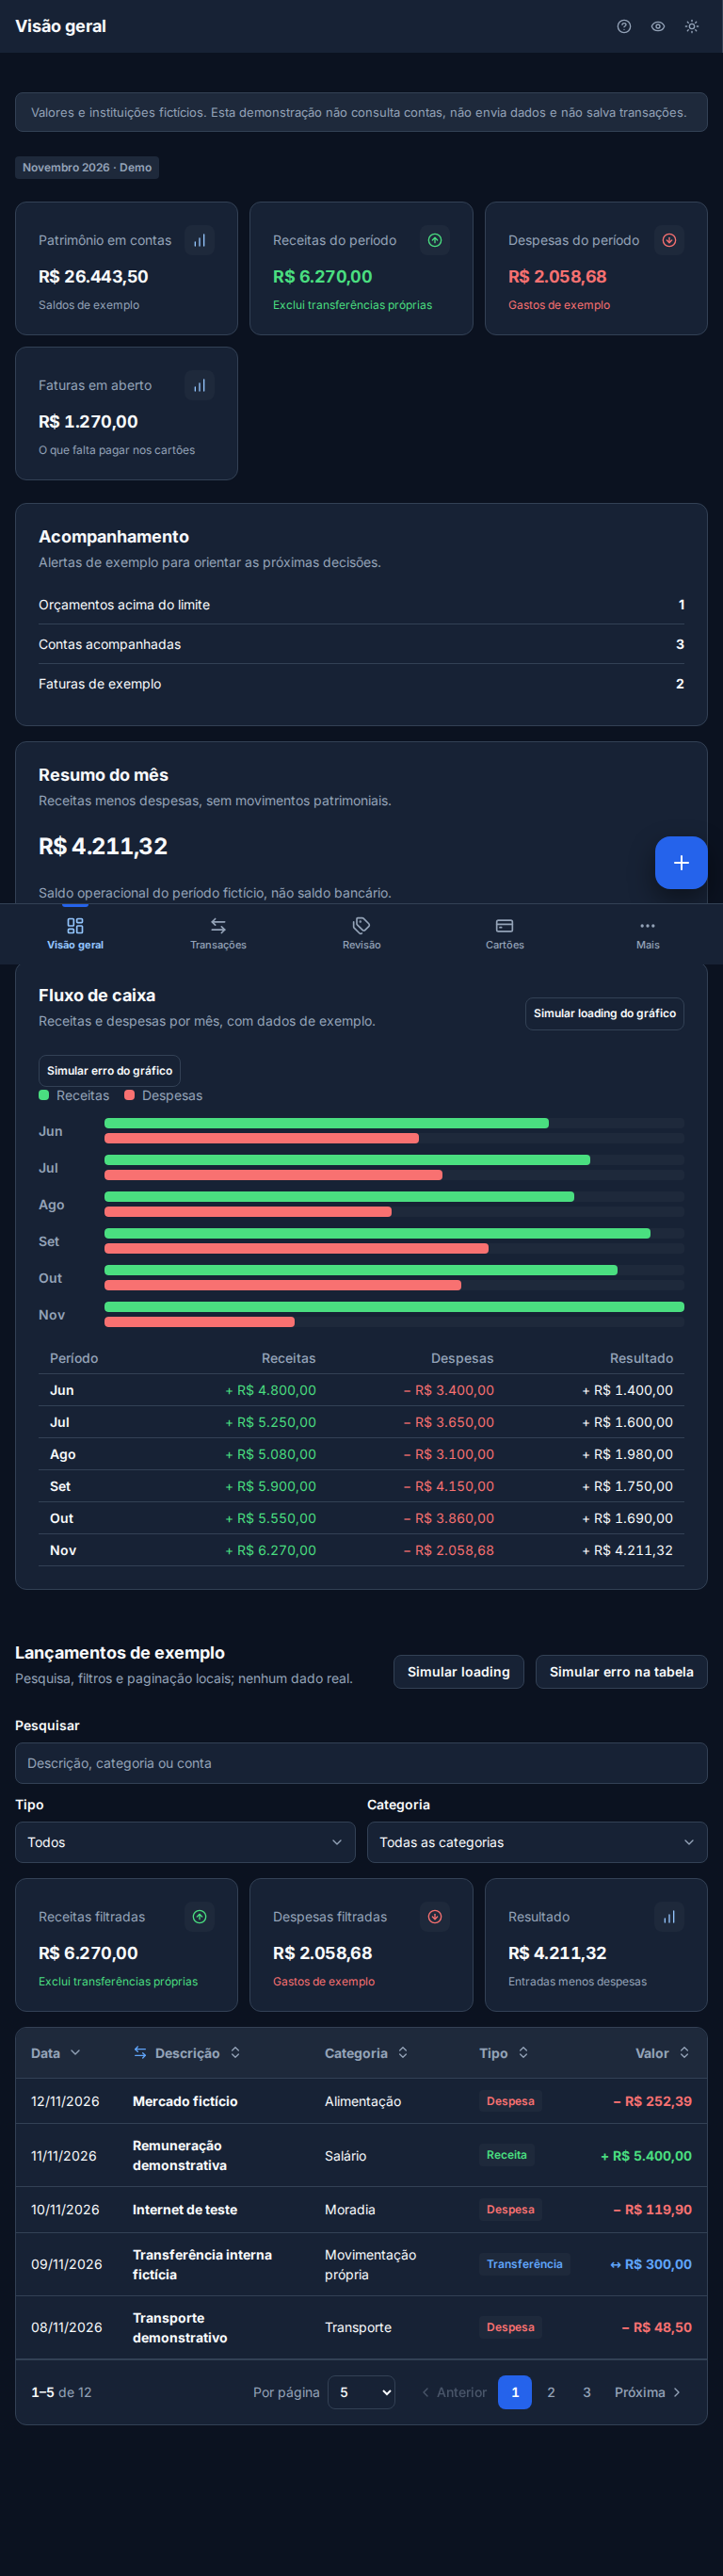 Visão geral
Valores e instituições fictícios. Esta demonstração não consulta contas, não envia dados e não salva transações.
Novembro 2026 · Demo
Patrimônio em contas
R$ 26.443,50
Saldos de exemplo
Receitas do período
R$ 6.270,00
Exclui transferências próprias
Despesas do período
R$ 2.058,68
Gastos de exemplo
Faturas em aberto
R$ 1.270,00
O que falta pagar nos cartões
Acompanhamento
Alertas de exemplo para orientar as próximas decisões.
Orçamentos acima do limite 1
Contas acompanhadas 3
Faturas de exemplo 2
Resumo do mês
Receitas menos despesas, sem movimentos patrimoniais.
R$ 4.211,32
Saldo operacional do período fictício, não saldo bancário.
Visão geral Transações Revisão Cartões Mais
Fluxo de caixa
Receitas e despesas por mês, com dados de exemplo.
Simular loading do gráfico
Simular erro do gráfico
Receitas Despesas
Jun
Jul
Ago
Set
Out
Nov
Período Receitas Despesas Resultado
Jun + R$ 4.800,00 − R$ 3.400,00 + R$ 1.400,00
Jul + R$ 5.250,00 − R$ 3.650,00 + R$ 1.600,00
Ago + R$ 5.080,00 − R$ 3.100,00 + R$ 1.980,00
Set + R$ 5.900,00 − R$ 4.150,00 + R$ 1.750,00
Out + R$ 5.550,00 − R$ 3.860,00 + R$ 1.690,00
Nov + R$ 6.270,00 − R$ 2.058,68 + R$ 4.211,32
Lançamentos de exemplo
Pesquisa, filtros e paginação locais; nenhum dado real.
Simular loading Simular erro na tabela
Pesquisar
Descrição, categoria ou conta
Tipo Categoria
Todos Todas as categorias
Receitas filtradas
R$ 6.270,00
Exclui transferências próprias
Despesas filtradas
R$ 2.058,68
Gastos de exemplo
Resultado
R$ 4.211,32
Entradas menos despesas
Data Descrição Categoria Tipo Valor
12/11/2026 Mercado fictício Alimentação Despesa − R$ 252,39
11/11/2026 Remuneração demonstrativa Salário Receita + R$ 5.400,00
10/11/2026 Internet de teste Moradia Despesa − R$ 119,90
09/11/2026 Transferência interna fictícia Movimentação própria Transferência ↔ R$ 300,00
08/11/2026 Transporte demonstrativo Transporte Despesa − R$ 48,50
1–5 de 12 Por página 5 Anterior 1 2 3 Próxima